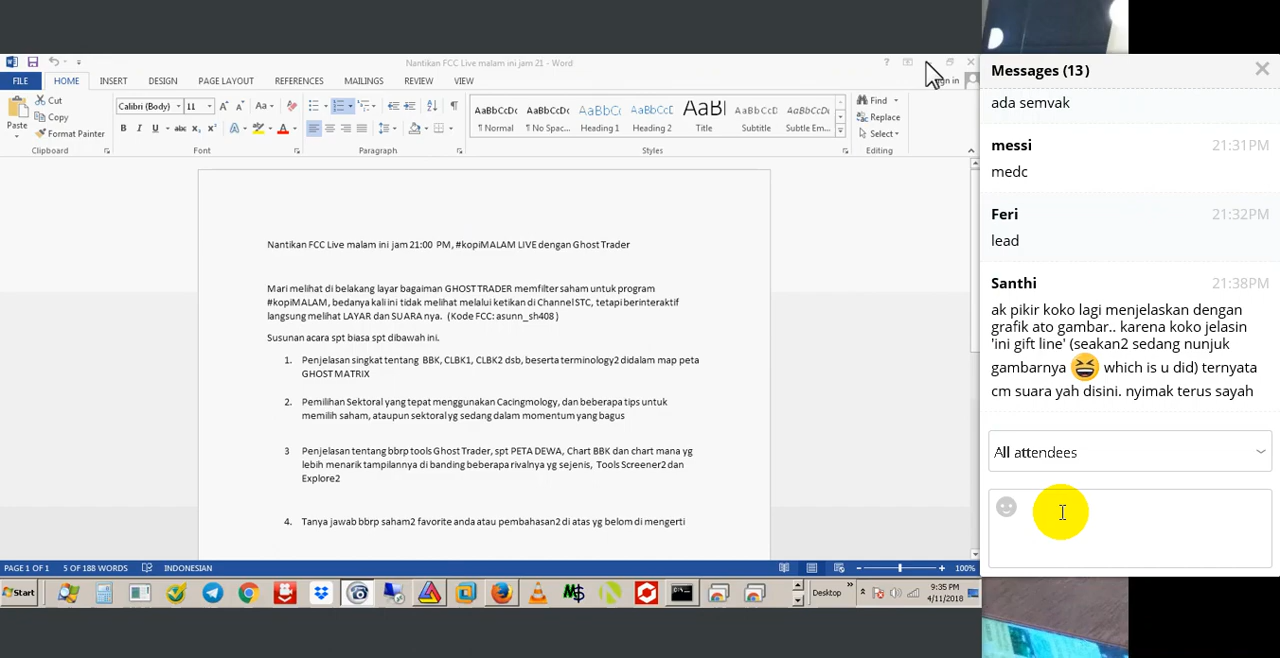 Nantikan FCC Live malam ini jam 21 - Word
FILE HOME INSERT DESIGN PAGE LAYOUT REFERENCES MAILINGS REVIEW VIEW
Paste
Cut
Copy
Format Painter
Clipboard
Calibri (Body) 11
Font
Paragraph
AaBbCcDc AaBbCcDc AaBbCc AaBbCcD AaBl AaBbCcD AaBbCcDc
¶ Normal ¶ No Spac... Heading 1 Heading 2 Title Subtitle Subtle Em...
Styles
Find
Replace
Select
Editing
Nantikan FCC Live malam ini jam 21:00 PM, #kopiMALAM LIVE dengan Ghost Trader
Mari melihat di belakang layar bagaiman GHOST TRADER memfilter saham untuk program
#kopiMALAM, bedanya kali ini tidak melihat melalui ketikan di Channel STC, tetapi berinteraktif
langsung melihat LAYAR dan SUARA nya. (Kode FCC: asunn_sh408 )
Susunan acara spt biasa spt dibawah ini.
1. Penjelasan singkat tentang BBK, CLBK1, CLBK2 dsb, beserta terminology2 didalam map peta
GHOST MATRIX
2. Pemilihan Sektoral yang tepat menggunakan Cacingmology, dan beberapa tips untuk
memilih saham, ataupun sektoral yg sedang dalam momentum yang bagus
3 Penjelasan tentang bbrp tools Ghost Trader, spt PETA DEWA, Chart BBK dan chart mana yg
lebih menarik tampilannya di banding beberapa rivalnya yg sejenis, Tools Screener2 dan
Explore2
4. Tanya jawab bbrp saham2 favorite anda atau pembahasan2 di atas yg belom di mengerti
PAGE 1 OF 1 5 OF 188 WORDS INDONESIAN 100%
Start
Desktop
9:35 PM
4/11/2018
Messages (13)
ada semvak
messi 21:31PM
medc
Feri 21:32PM
lead
Santhi 21:38PM
ak pikir koko lagi menjelaskan dengan
grafik ato gambar.. karena koko jelasin
'ini gift line' (seakan2 sedang nunjuk
gambarnya 😆 which is u did) ternyata
cm suara yah disini. nyimak terus sayah
All attendees